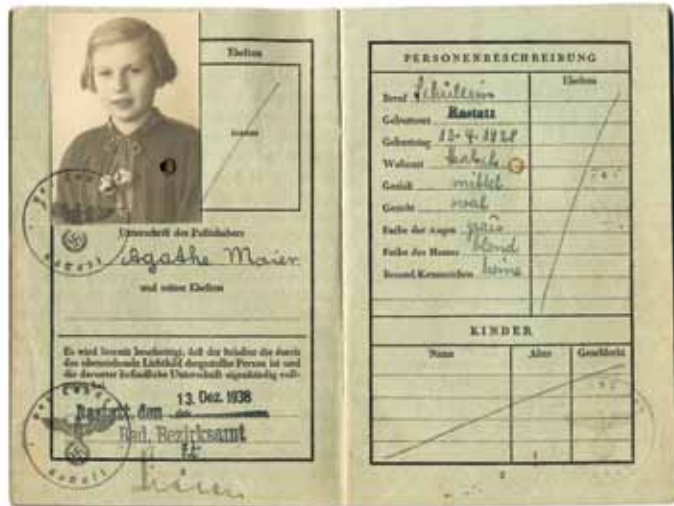 Ehefrau
Unterschrift des Paßinhabers
Agathe Maier
und seiner Ehefrau
Es wird hiermit bescheinigt, daß der Inhaber die durch
das obenstehende Lichtbild dargestellte Person ist und
die darunter befindliche Unterschrift eigenhändig voll-
Rastatt, den 13. Dez. 1938
Bad. Bezirksamt
PERSONENBESCHREIBUNG
Ehefrau
Beruf Schülerin
Geburtsort Rastatt
Geburtstag 13.4.1928
Wohnort
Gestalt mittel
Gesicht oval
Farbe der Augen grau
Farbe des Haares blond
Besond. Kennzeichen keine
KINDER
Name Alter Geschlecht